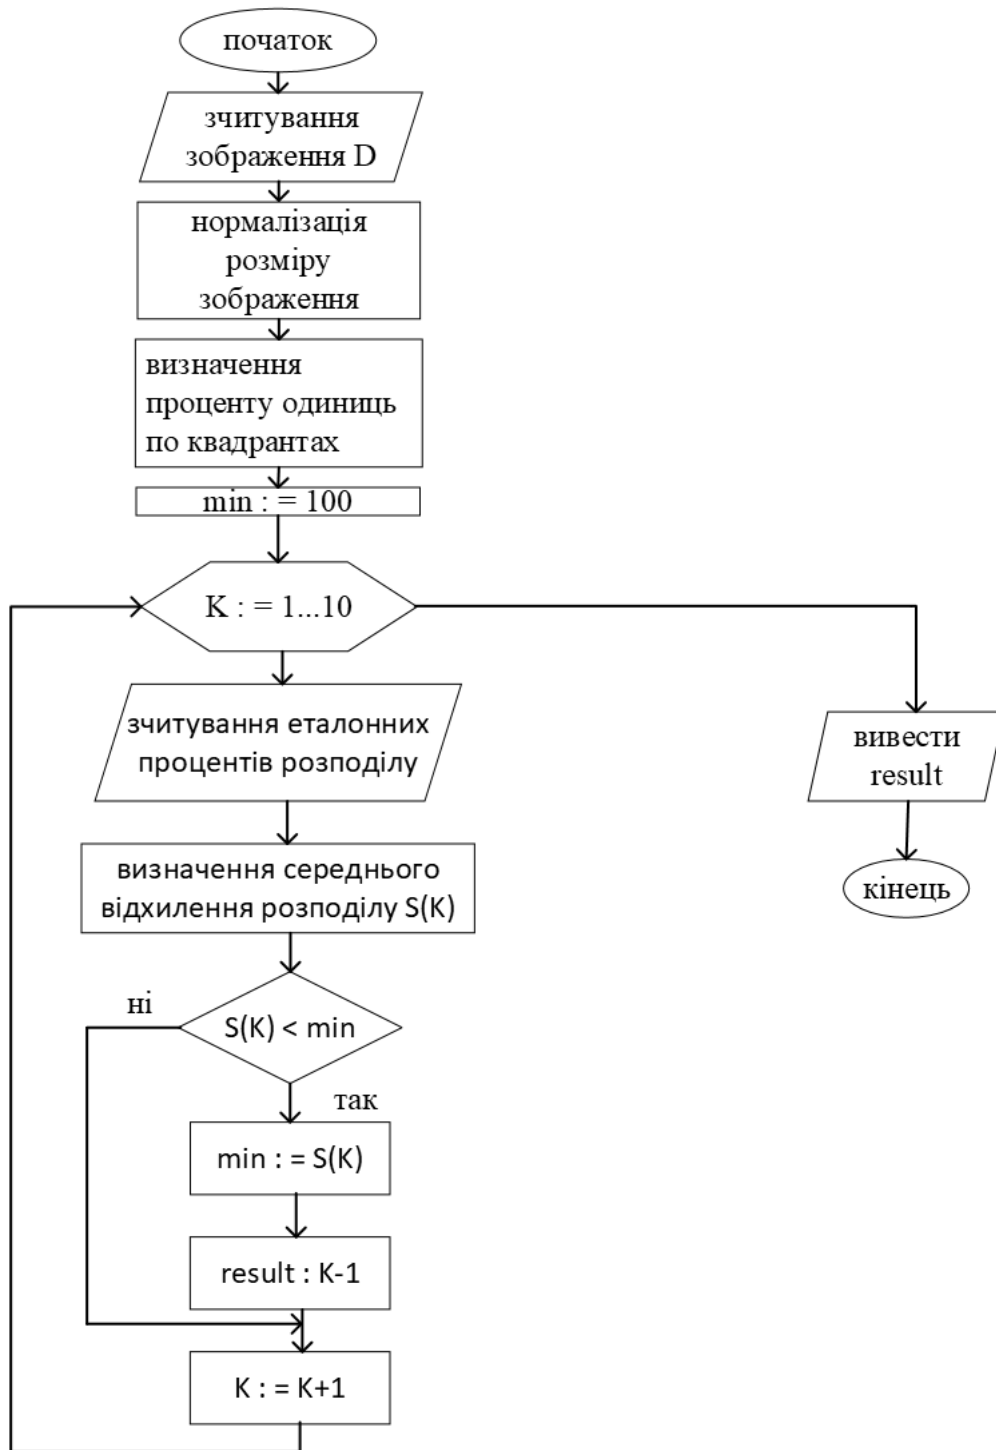 початок
зчитування
зображення D
нормалізація
розміру
зображення
визначення
проценту одиниць
по квадрантах
min : = 100
K : = 1...10
зчитування еталонних
процентів розподілу
визначення середнього
відхилення розподілу S(K)
ні
S(K) < min
так
min : = S(K)
result : K-1
K : = K+1
вивести
result
кінець